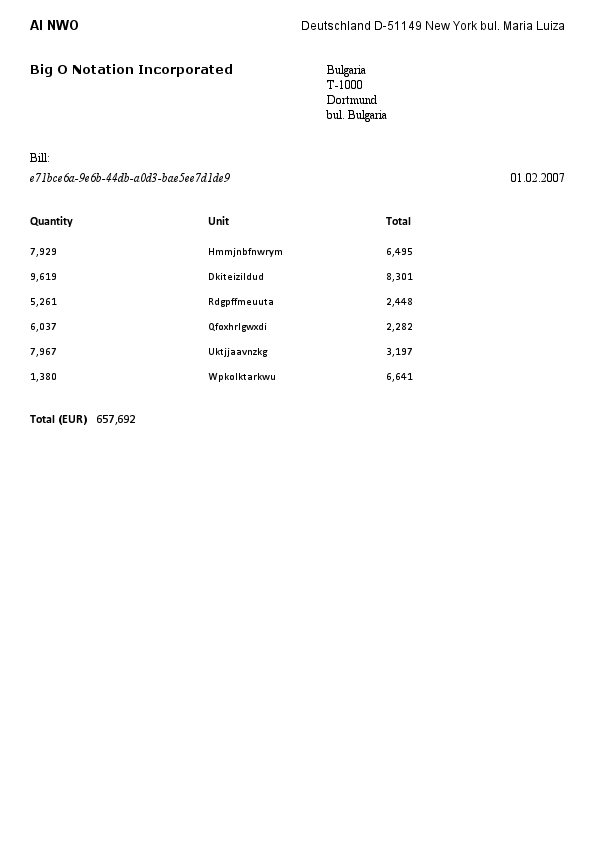 AI NWO Deutschland D-51149 New York bul. Maria Luiza
Big O Notation Incorporated Bulgaria
T-1000
Dortmund
bul. Bulgaria
Bill:
e71bce6a-9e6b-44db-a0d3-bae5ee7d1de9 01.02.2007
Quantity Unit Total
7,929 Hmmjnbfnwrym 6,495
9,619 Dkiteizildud 8,301
5,261 Rdgpffmeuuta 2,448
6,037 Qfoxhrlgwxdi 2,282
7,967 Uktjjaavnzkg 3,197
1,380 Wpkolktarkwu 6,641
Total (EUR) 657,692